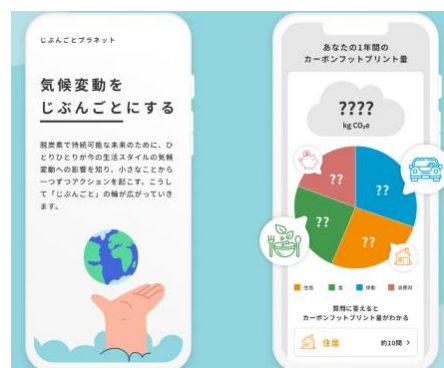 じぶんごとプラネット
気候変動を
じぶんごとにする
脱炭素で持続可能な未来のために、ひ
とりひとりが今の生活スタイルの気候
変動への影響を知り、小さなことから
一つずつアクションを起こす。こうし
て「じぶんごと」の輪が広がっていき
ます。
あなたの1年間の
カーボンフットプリント量
????
kg CO₂e
??
??
??
??
住居 食 移動 消費財
質問に答えると
カーボンフットプリント量がわかる
住居 約10問 >